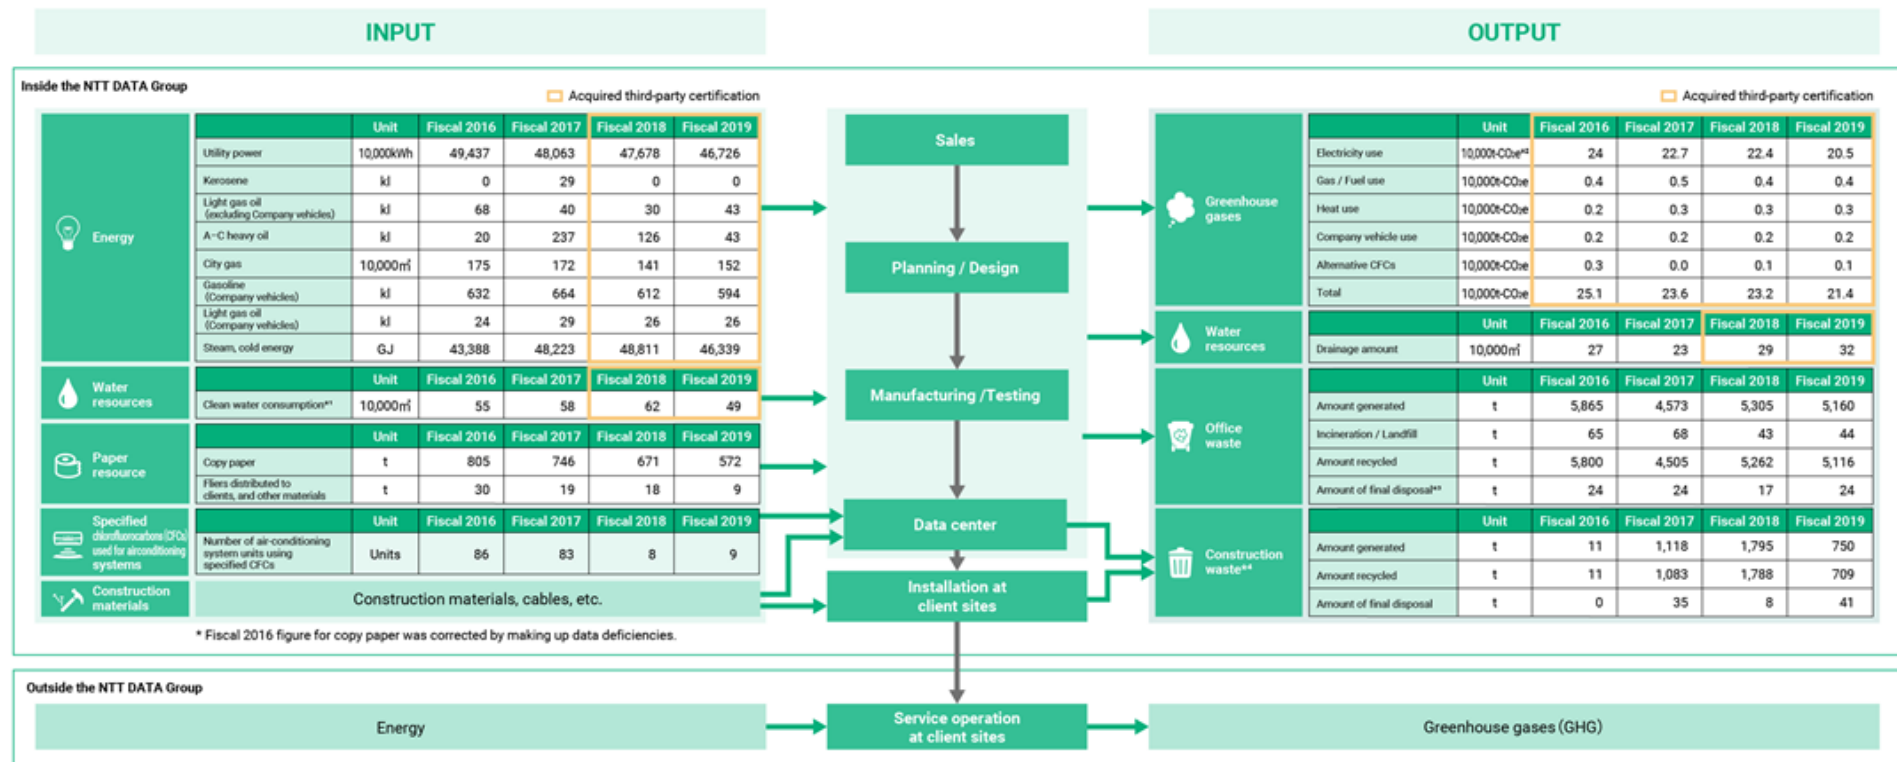 INPUT
OUTPUT
Inside the NTT DATA Group
Acquired third-party certification
Energy
Unit Fiscal 2016 Fiscal 2017 Fiscal 2018 Fiscal 2019
Utility power 10,000kWh 49,437 48,063 47,678 46,726
Kerosene kl 0 29 0 0
Light gas oil
(excluding Company vehicles) kl 68 40 30 43
A-C heavy oil kl 20 237 126 43
City gas 10,000㎥ 175 172 141 152
Gasoline
(Company vehicles) kl 632 664 612 594
Light gas oil
(Company vehicles) kl 24 29 26 26
Steam, cold energy GJ 43,388 48,223 48,811 46,339
Water
resources
Unit Fiscal 2016 Fiscal 2017 Fiscal 2018 Fiscal 2019
Clean water consumption*1 10,000㎥ 55 58 62 49
Paper
resource
Unit Fiscal 2016 Fiscal 2017 Fiscal 2018 Fiscal 2019
Copy paper t 805 746 671 572
Fliers distributed to
clients, and other materials t 30 19 18 9
Specified
chlorofluorocarbons (CFCs)
used for airconditioning
systems
Unit Fiscal 2016 Fiscal 2017 Fiscal 2018 Fiscal 2019
Number of air-conditioning
system units using
specified CFCs Units 86 83 8 9
Construction
materials
Construction materials, cables, etc.
* Fiscal 2016 figure for copy paper was corrected by making up data deficiencies.
Sales
Planning / Design
Manufacturing /Testing
Data center
Installation at
client sites
Acquired third-party certification
Greenhouse
gases
Unit Fiscal 2016 Fiscal 2017 Fiscal 2018 Fiscal 2019
Electricity use 10,000t-CO₂e*2 24 22.7 22.4 20.5
Gas / Fuel use 10,000t-CO₂e 0.4 0.5 0.4 0.4
Heat use 10,000t-CO₂e 0.2 0.3 0.3 0.3
Company vehicle use 10,000t-CO₂e 0.2 0.2 0.2 0.2
Alternative CFCs 10,000t-CO₂e 0.3 0.0 0.1 0.1
Total 10,000t-CO₂e 25.1 23.6 23.2 21.4
Water
resources
Unit Fiscal 2016 Fiscal 2017 Fiscal 2018 Fiscal 2019
Drainage amount 10,000㎥ 27 23 29 32
Office
waste
Unit Fiscal 2016 Fiscal 2017 Fiscal 2018 Fiscal 2019
Amount generated t 5,865 4,573 5,305 5,160
Incineration / Landfill t 65 68 43 44
Amount recycled t 5,800 4,505 5,262 5,116
Amount of final disposal*3 t 24 24 17 24
Construction
waste*4
Unit Fiscal 2016 Fiscal 2017 Fiscal 2018 Fiscal 2019
Amount generated t 11 1,118 1,795 750
Amount recycled t 11 1,083 1,788 709
Amount of final disposal t 0 35 8 41
Outside the NTT DATA Group
Energy
Service operation
at client sites
Greenhouse gases (GHG)